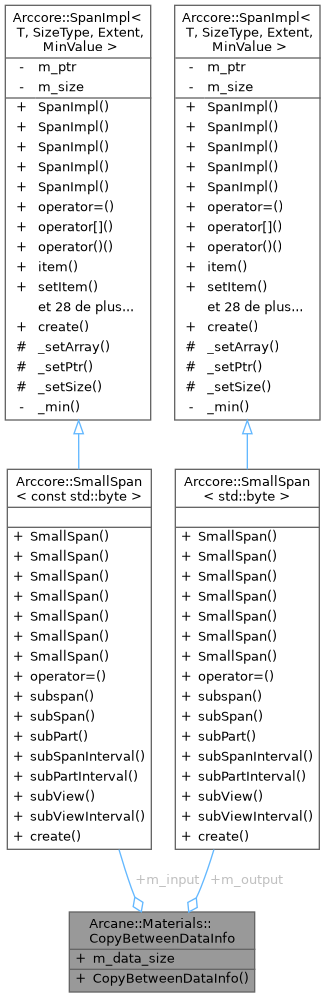 Arccore::SpanImpl<
T, SizeType, Extent,
MinValue >
- m_ptr
- m_size
+ SpanImpl()
+ SpanImpl()
+ SpanImpl()
+ SpanImpl()
+ SpanImpl()
+ operator=()
+ operator[]()
+ operator()()
+ item()
+ setItem()
et 28 de plus...
+ create()
# _setArray()
# _setPtr()
# _setSize()
- _min()
Arccore::SpanImpl<
T, SizeType, Extent,
MinValue >
- m_ptr
- m_size
+ SpanImpl()
+ SpanImpl()
+ SpanImpl()
+ SpanImpl()
+ SpanImpl()
+ operator=()
+ operator[]()
+ operator()()
+ item()
+ setItem()
et 28 de plus...
+ create()
# _setArray()
# _setPtr()
# _setSize()
- _min()
Arccore::SmallSpan
< const std::byte >
+ SmallSpan()
+ SmallSpan()
+ SmallSpan()
+ SmallSpan()
+ SmallSpan()
+ SmallSpan()
+ SmallSpan()
+ operator=()
+ subspan()
+ subSpan()
+ subPart()
+ subSpanInterval()
+ subPartInterval()
+ subView()
+ subViewInterval()
+ create()
Arccore::SmallSpan
< std::byte >
+ SmallSpan()
+ SmallSpan()
+ SmallSpan()
+ SmallSpan()
+ SmallSpan()
+ SmallSpan()
+ SmallSpan()
+ operator=()
+ subspan()
+ subSpan()
+ subPart()
+ subSpanInterval()
+ subPartInterval()
+ subView()
+ subViewInterval()
+ create()
+m_input
+m_output
Arcane::Materials::
CopyBetweenDataInfo
+ m_data_size
+ CopyBetweenDataInfo()